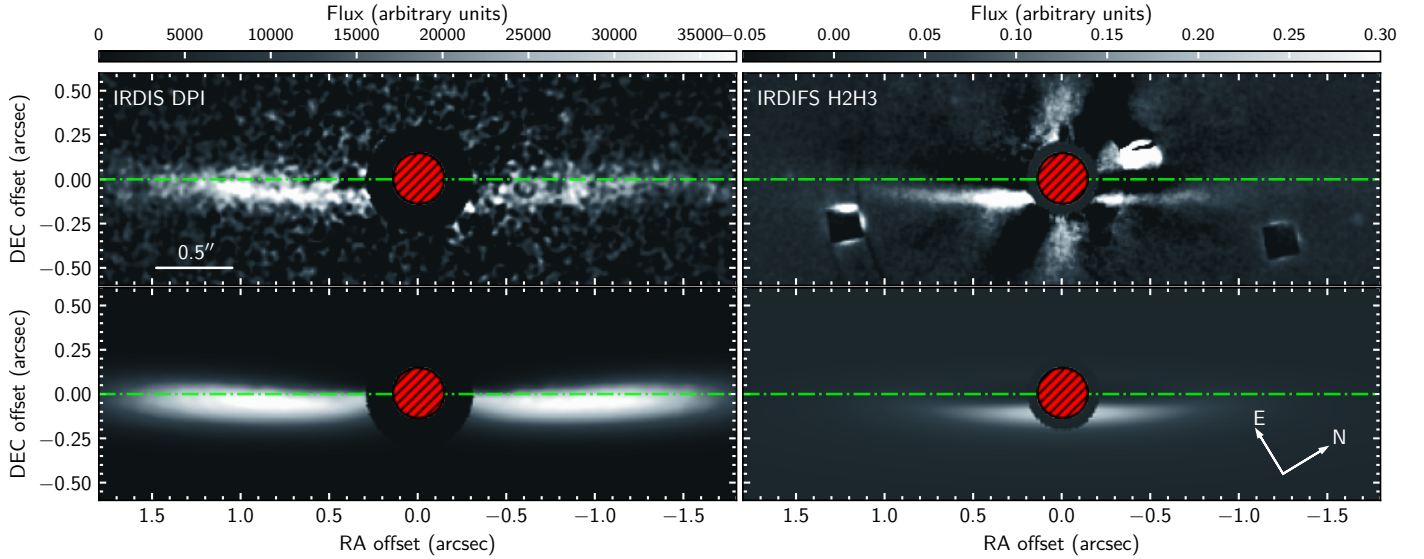 Flux (arbitrary units)
0 5000 10000 15000 20000 25000 30000 35000
Flux (arbitrary units)
−0.05 0.00 0.05 0.10 0.15 0.20 0.25 0.30
IRDIS DPI
IRDIFS H2H3
DEC offset (arcsec)
0.50
0.25
0.00
−0.25
−0.50
0.5″
DEC offset (arcsec)
0.50
0.25
0.00
−0.25
−0.50
E
N
1.5 1.0 0.5 0.0 −0.5 −1.0 −1.5
RA offset (arcsec)
1.5 1.0 0.5 0.0 −0.5 −1.0 −1.5
RA offset (arcsec)